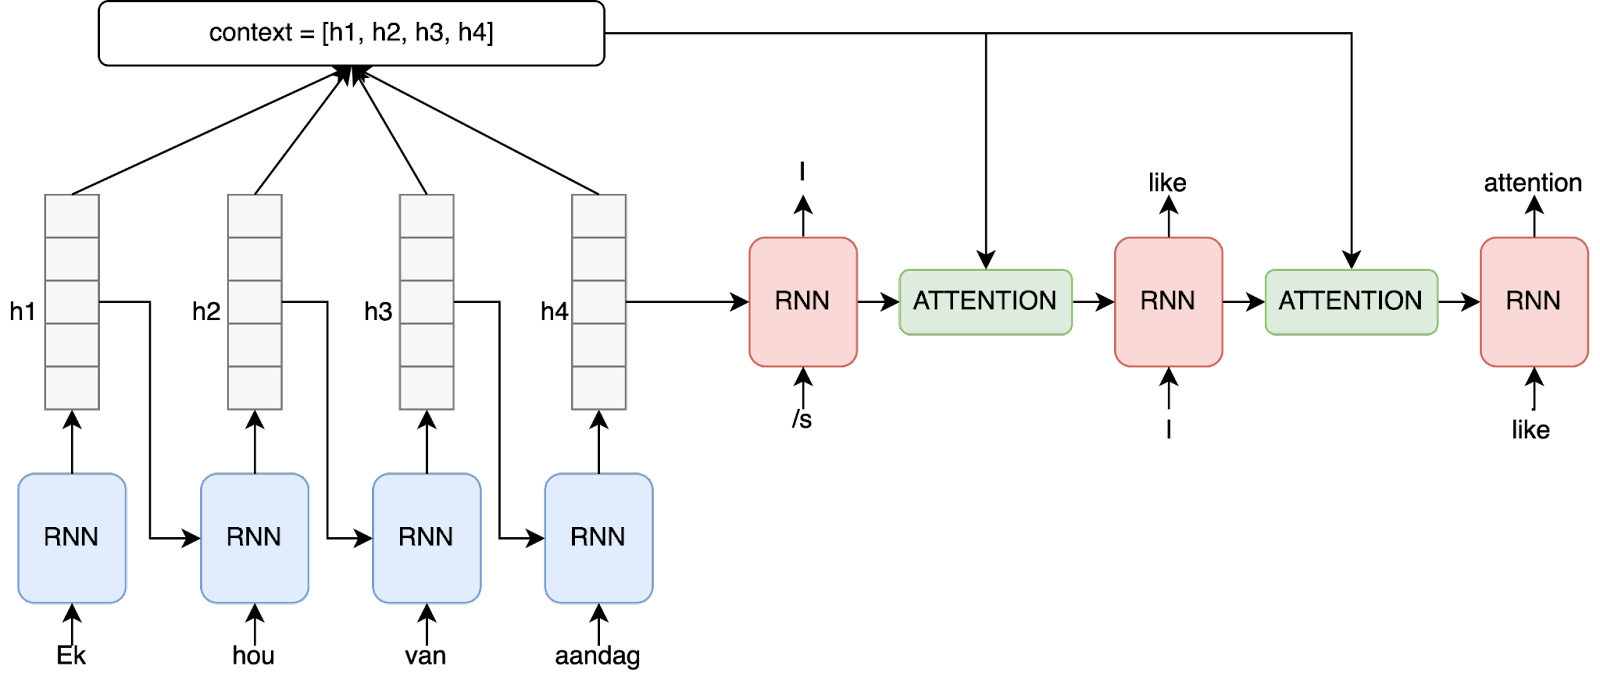 context = [h1, h2, h3, h4]
I
like
attention
h1
h2
h3
h4
RNN
ATTENTION
RNN
ATTENTION
RNN
/s
I
like
RNN
RNN
RNN
RNN
Ek
hou
van
aandag